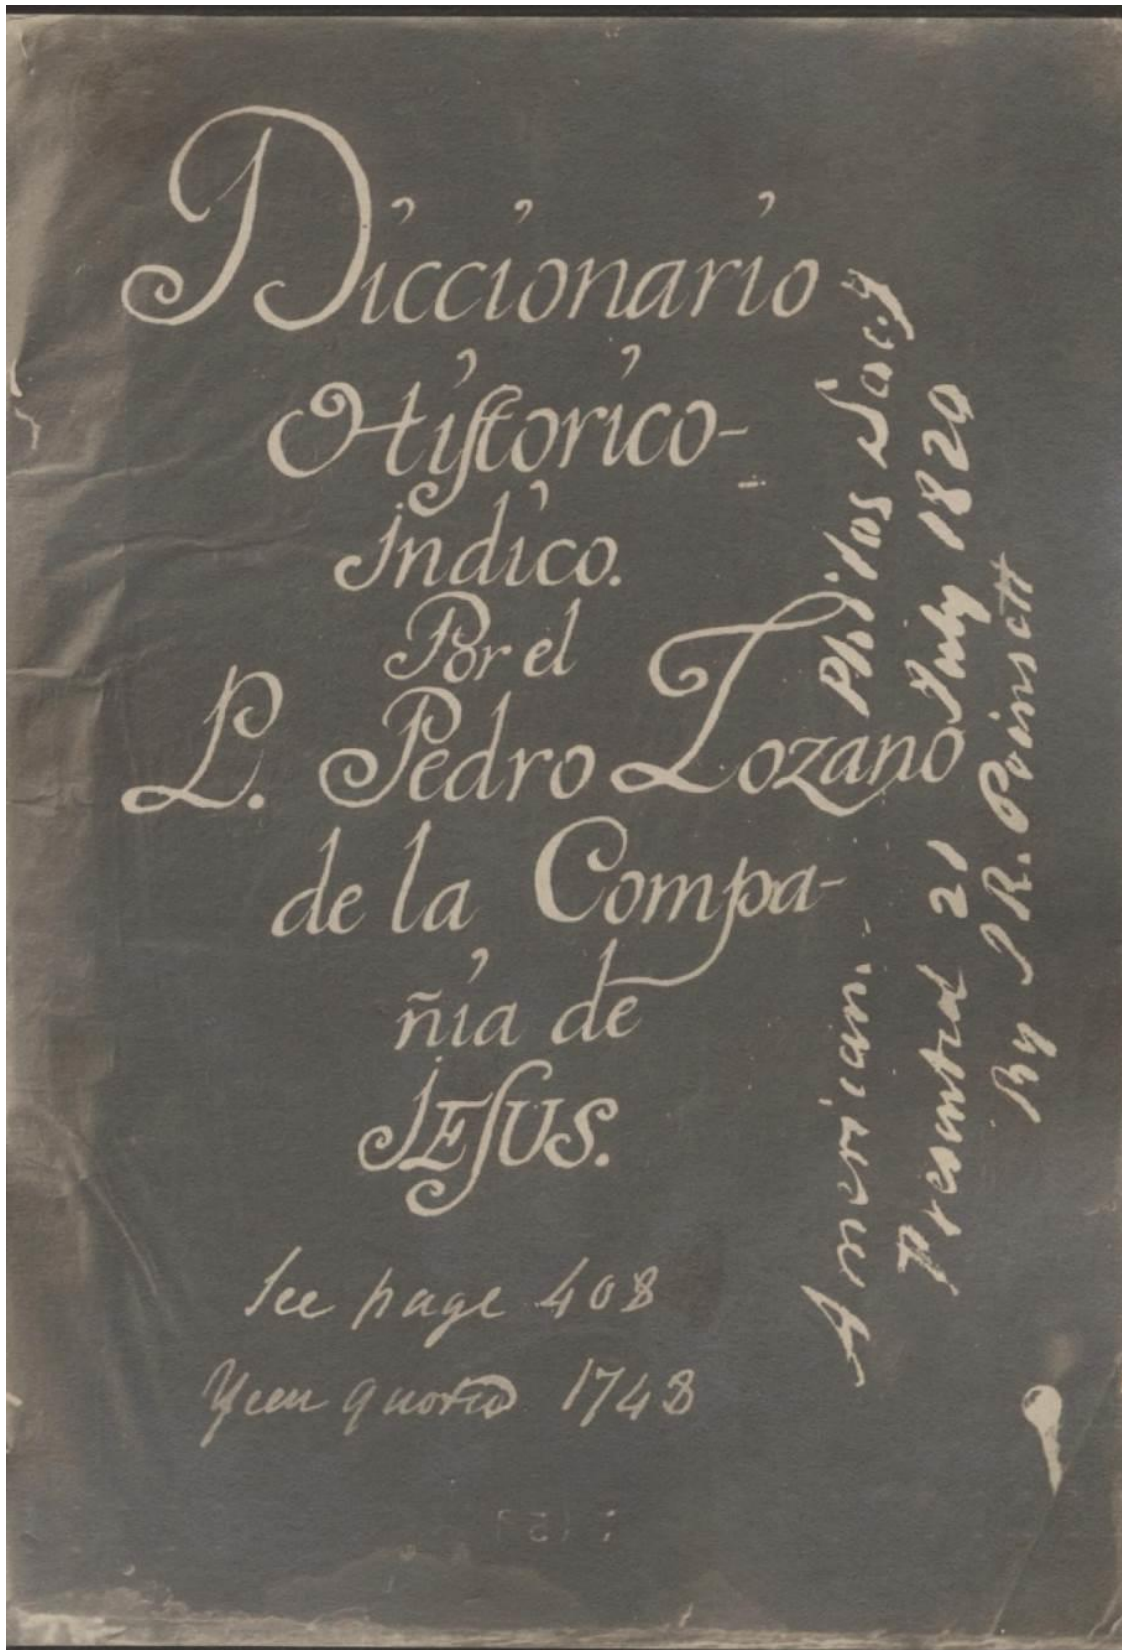 Diccionario
Historico-
indico.
Por el
P. Pedro Lozano
de la Compa-
ñia de
JESUS.
See page 408
Year quoted 1748
American Philos Socy
Presented 21 July 1820
By J R. Poinsett